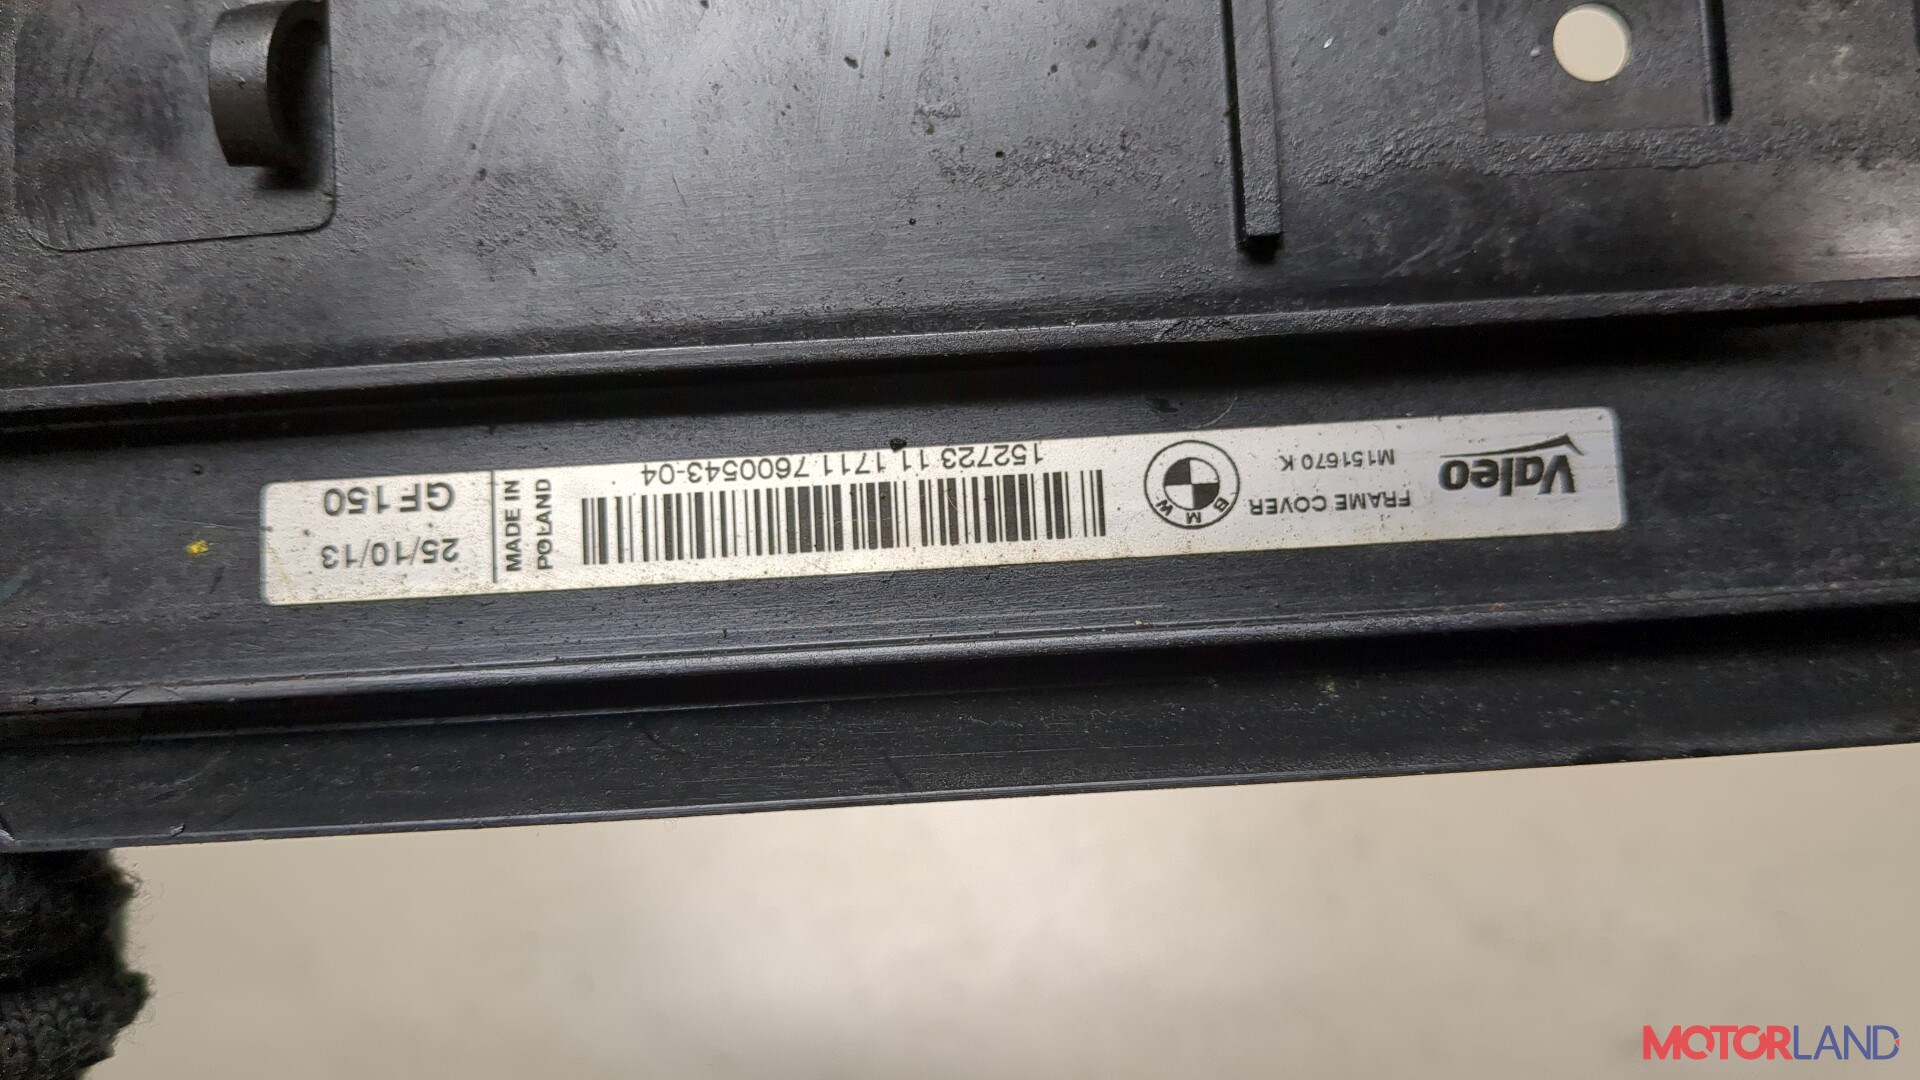 Valeo
FRAME COVER
M151670 K
BMW
152723 11 1711 7600543-04
MADE IN
POLAND
25/10/13
GF150
MOTORLAND